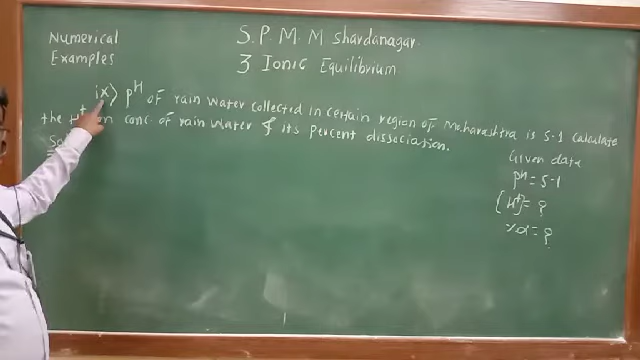 Numerical
Examples
S.P.M.M Shardanagar.
3 Ionic Equilibrium
ix) pH of rain water collected in certain region of Maharashtra is 5.1 calculate
the H+ ion conc. of rain water & its percent dissociation.
Given data
pH = 5.1
[H+] = ?
%α = ?